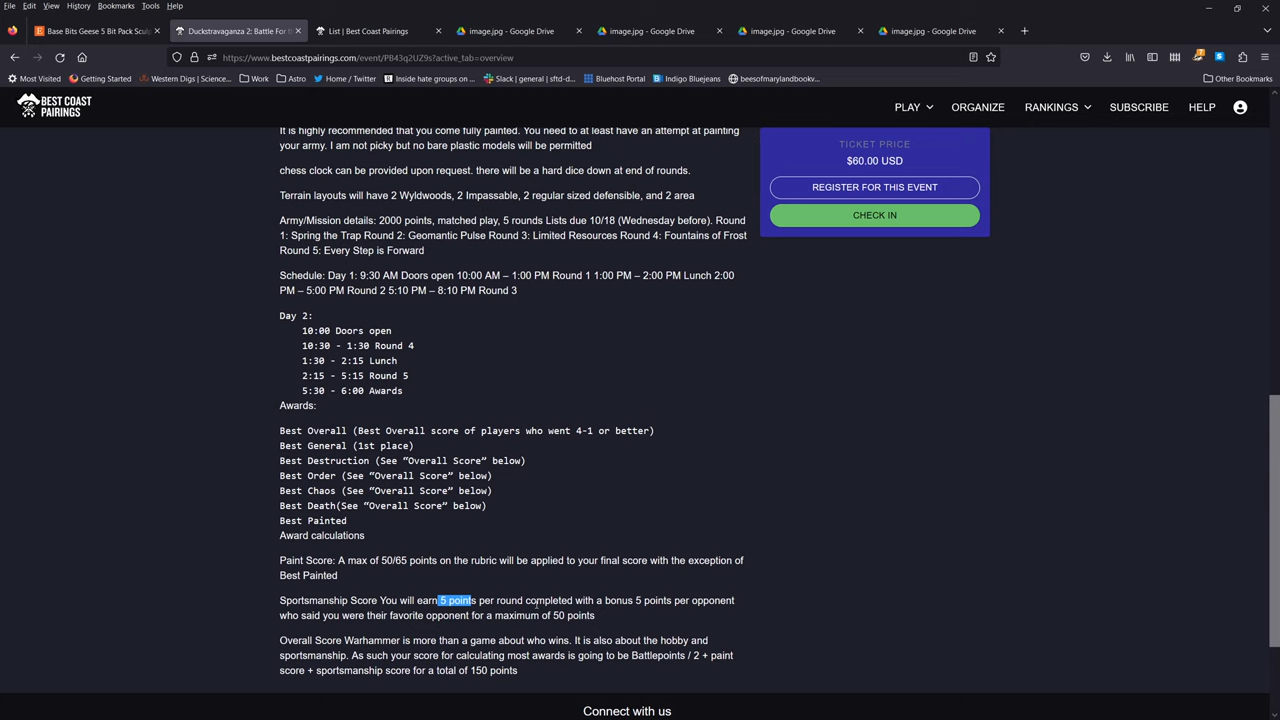 File Edit View History Bookmarks Tools Help
Base Bits Geese 5 Bit Pack Sculp
Duckstravaganza 2: Battle For t
List | Best Coast Pairings
image.jpg - Google Drive
image.jpg - Google Drive
image.jpg - Google Drive
image.jpg - Google Drive
https://www.bestcoastpairings.com/event/PB43q2UZ9s?active_tab=overview
Most Visited Getting Started Western Digs | Science... Work Astro Home / Twitter Inside hate groups on ... Slack | general | sftd-d... Bluehost Portal Indigo Bluejeans beesofmarylandbookv... Other Bookmarks
BEST COAST
PAIRINGS
PLAY ORGANIZE RANKINGS SUBSCRIBE HELP
It is highly recommended that you come fully painted. You need to at least have an attempt at painting
your army. I am not picky but no bare plastic models will be permitted
chess clock can be provided upon request. there will be a hard dice down at end of rounds.
Terrain layouts will have 2 Wyldwoods, 2 Impassable, 2 regular sized defensible, and 2 area
Army/Mission details: 2000 points, matched play, 5 rounds Lists due 10/18 (Wednesday before). Round
1: Spring the Trap Round 2: Geomantic Pulse Round 3: Limited Resources Round 4: Fountains of Frost
Round 5: Every Step is Forward
Schedule: Day 1: 9:30 AM Doors open 10:00 AM – 1:00 PM Round 1 1:00 PM – 2:00 PM Lunch 2:00
PM – 5:00 PM Round 2 5:10 PM – 8:10 PM Round 3
Day 2:
10:00 Doors open
10:30 - 1:30 Round 4
1:30 - 2:15 Lunch
2:15 - 5:15 Round 5
5:30 - 6:00 Awards
Awards:
Best Overall (Best Overall score of players who went 4-1 or better)
Best General (1st place)
Best Destruction (See “Overall Score” below)
Best Order (See “Overall Score” below)
Best Chaos (See “Overall Score” below)
Best Death(See “Overall Score” below)
Best Painted
Award calculations
Paint Score: A max of 50/65 points on the rubric will be applied to your final score with the exception of
Best Painted
Sportsmanship Score You will earn 5 points per round completed with a bonus 5 points per opponent
who said you were their favorite opponent for a maximum of 50 points
Overall Score Warhammer is more than a game about who wins. It is also about the hobby and
sportsmanship. As such your score for calculating most awards is going to be Battlepoints / 2 + paint
score + sportsmanship score for a total of 150 points
TICKET PRICE
$60.00 USD
REGISTER FOR THIS EVENT
CHECK IN
Connect with us